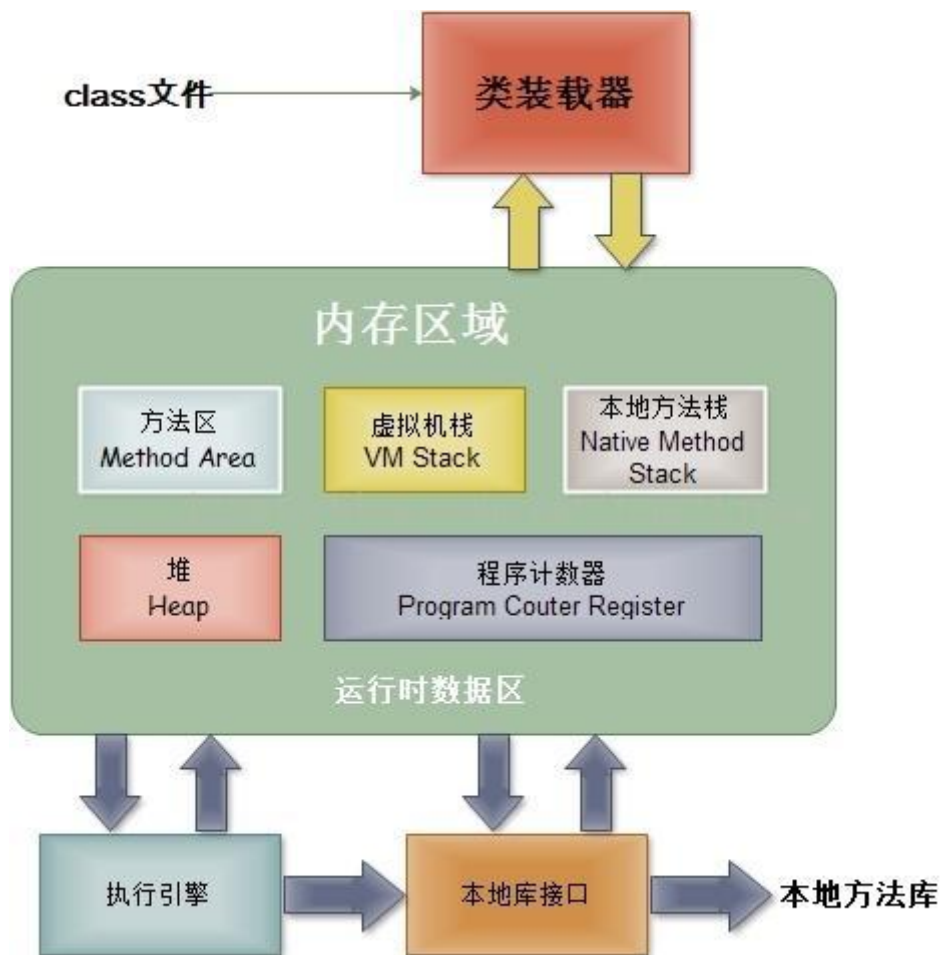 类装载器
class文件
内存区域
方法区
Method Area
虚拟机栈
VM Stack
本地方法栈
Native Method
Stack
堆
Heap
程序计数器
Program Couter Register
运行时数据区
执行引擎
本地库接口
本地方法库